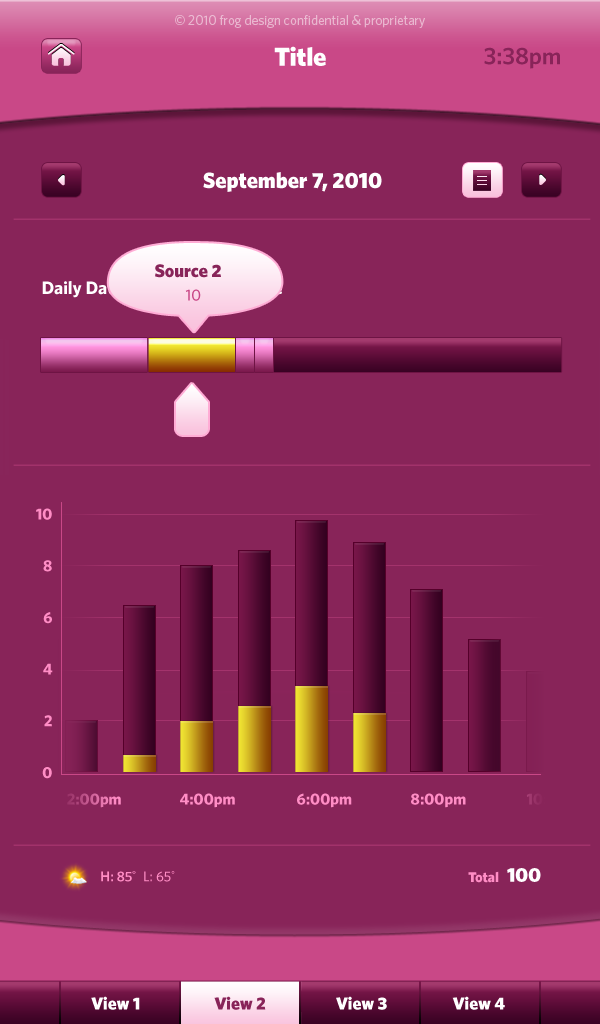 © 2010 frog design confidential & proprietary
Title
3:38pm
September 7, 2010
Source 2
10
Daily Da
10
8
6
4
2
0
2:00pm 4:00pm 6:00pm 8:00pm 10
H: 85° L: 65°
Total 100
View 1 View 2 View 3 View 4